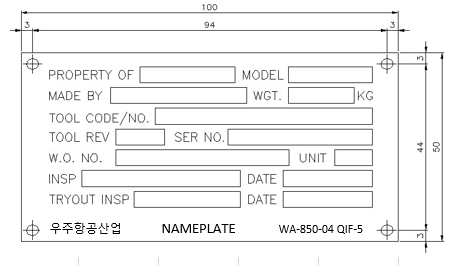 100
3 94 3
PROPERTY OF MODEL
MADE BY WGT. KG
TOOL CODE/NO.
TOOL REV SER NO.
W.O. NO. UNIT
INSP DATE
TRYOUT INSP DATE
우주항공산업 NAMEPLATE WA-850-04 QIF-5
3
44
50
3